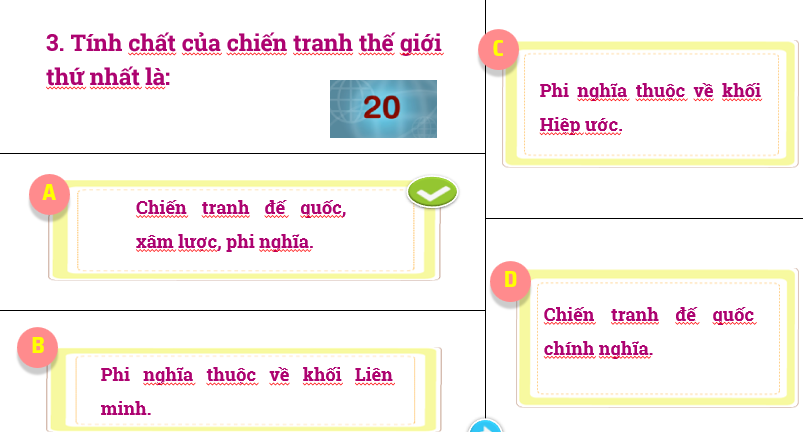 3. Tính chất của chiến tranh thế giới
thứ nhất là:
20
A
Chiến tranh đế quốc,
xâm lược, phi nghĩa.
B
Phi nghĩa thuộc về khối Liên
minh.
C
Phi nghĩa thuộc về khối
Hiệp ước.
D
Chiến tranh đế quốc
chính nghĩa.